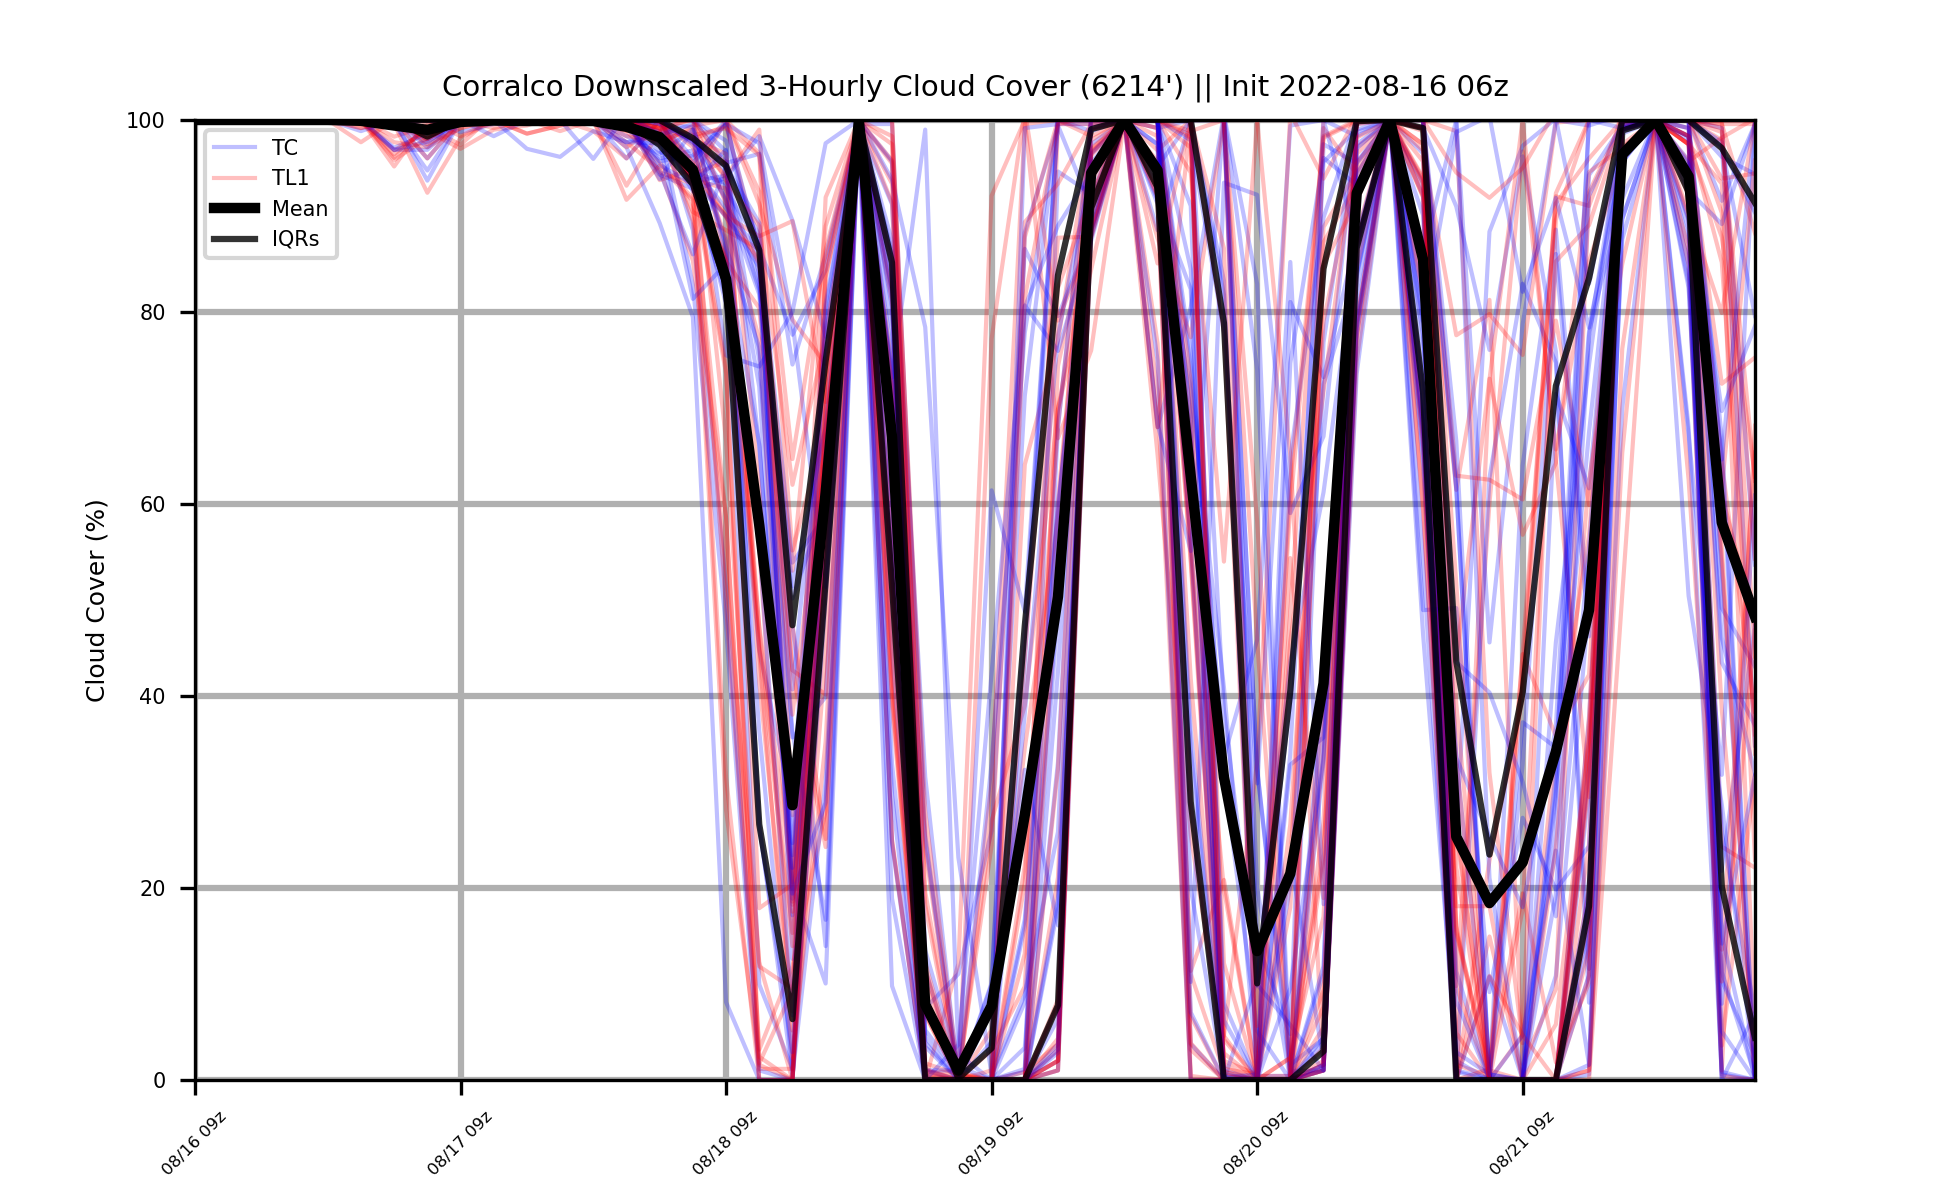 Corralco Downscaled 3-Hourly Cloud Cover (6214') || Init 2022-08-16 06z
100
80
60
40
20
0
Cloud Cover (%)
TC
TL1
Mean
IQRs
08/16 09z
08/17 09z
08/18 09z
08/19 09z
08/20 09z
08/21 09z